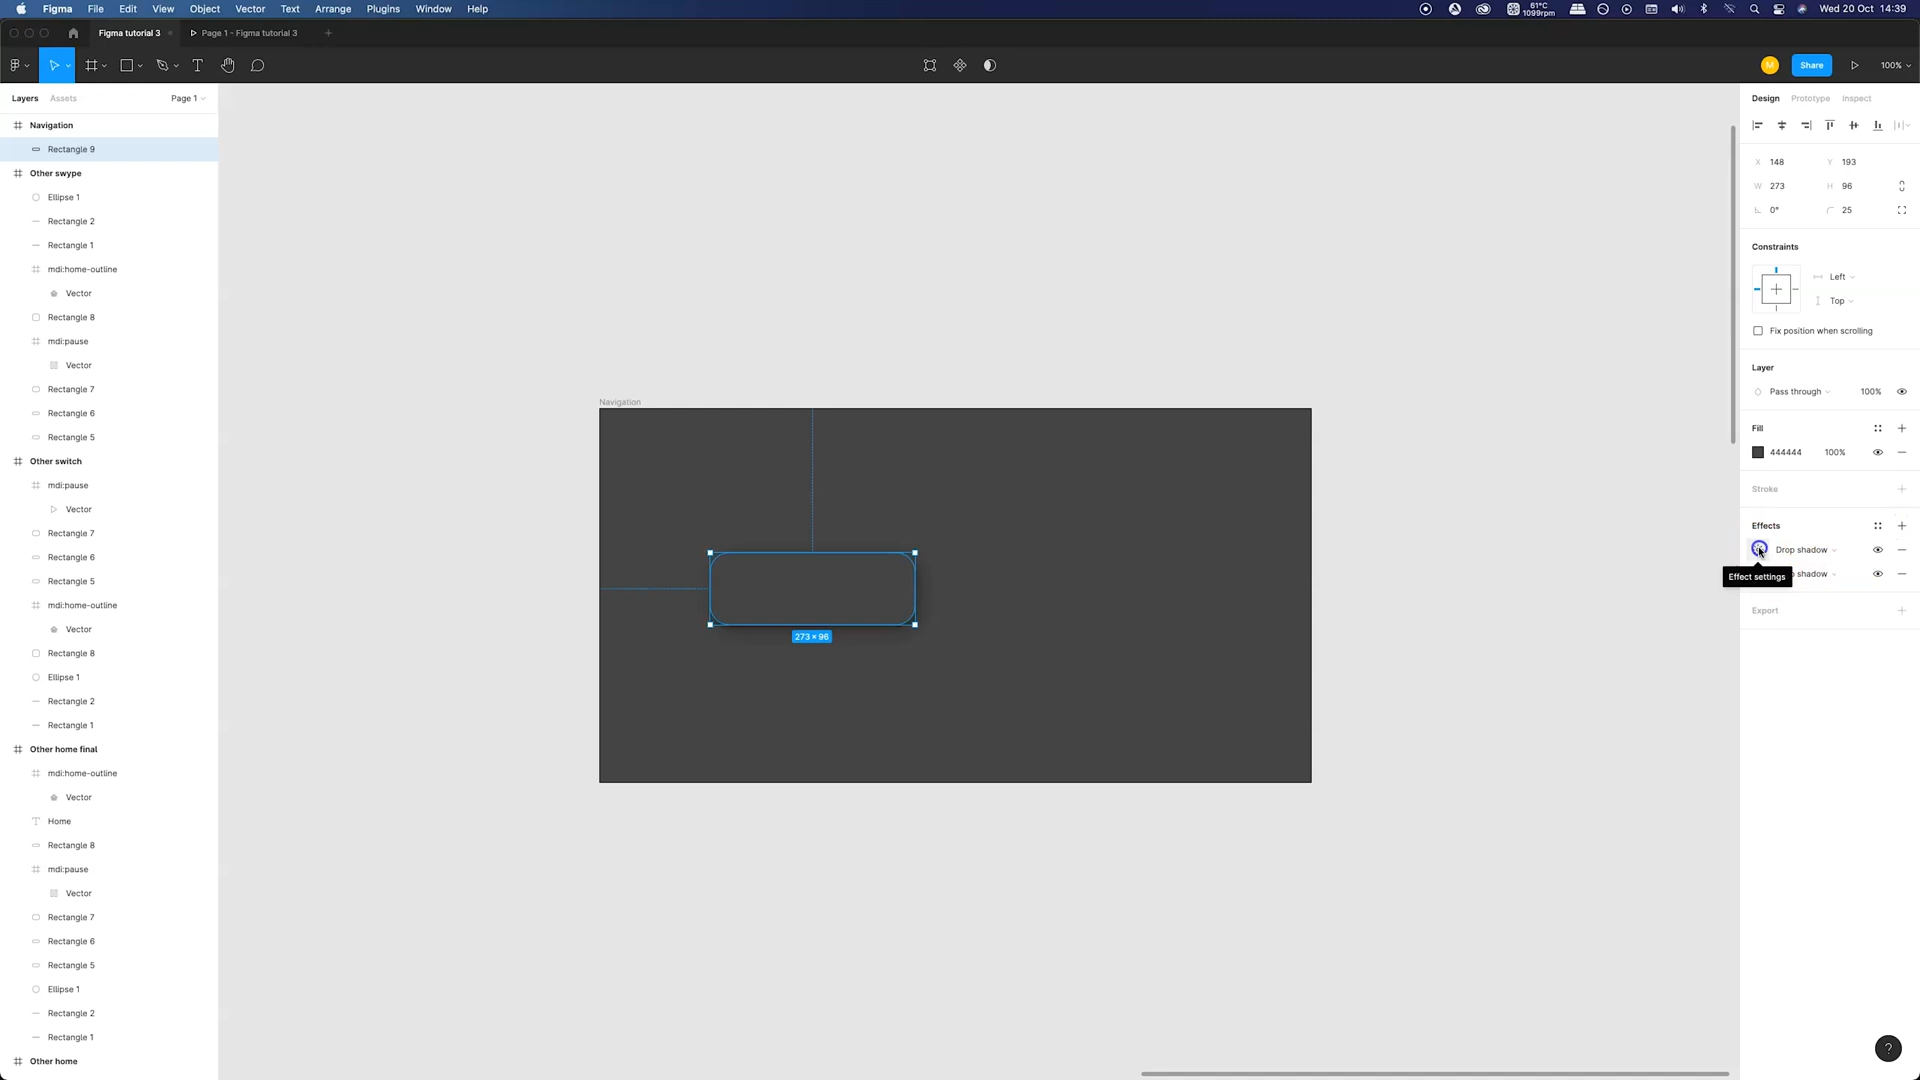 Figma File Edit View Object Vector Text Arrange Plugins Window Help
61°C
1099rpm
Wed 20 Oct 14:39
Figma tutorial 3
Page 1 - Figma tutorial 3
Share
100%
Layers Assets Page 1
Navigation
Rectangle 9
Other swype
Ellipse 1
Rectangle 2
Rectangle 1
mdi:home-outline
Vector
Rectangle 8
mdi:pause
Vector
Rectangle 7
Rectangle 6
Rectangle 5
Other switch
mdi:pause
Vector
Rectangle 7
Rectangle 6
Rectangle 5
mdi:home-outline
Vector
Rectangle 8
Ellipse 1
Rectangle 2
Rectangle 1
Other home final
mdi:home-outline
Vector
Home
Rectangle 8
mdi:pause
Vector
Rectangle 7
Rectangle 6
Rectangle 5
Ellipse 1
Rectangle 2
Rectangle 1
Other home
Navigation
273 × 96
Design Prototype Inspect
X 148 Y 193
W 273 H 96
0° 25
Constraints
Left
Top
Fix position when scrolling
Layer
Pass through 100%
Fill
444444 100%
Stroke
Effects
Drop shadow
shadow
Effect settings
Export
M
?